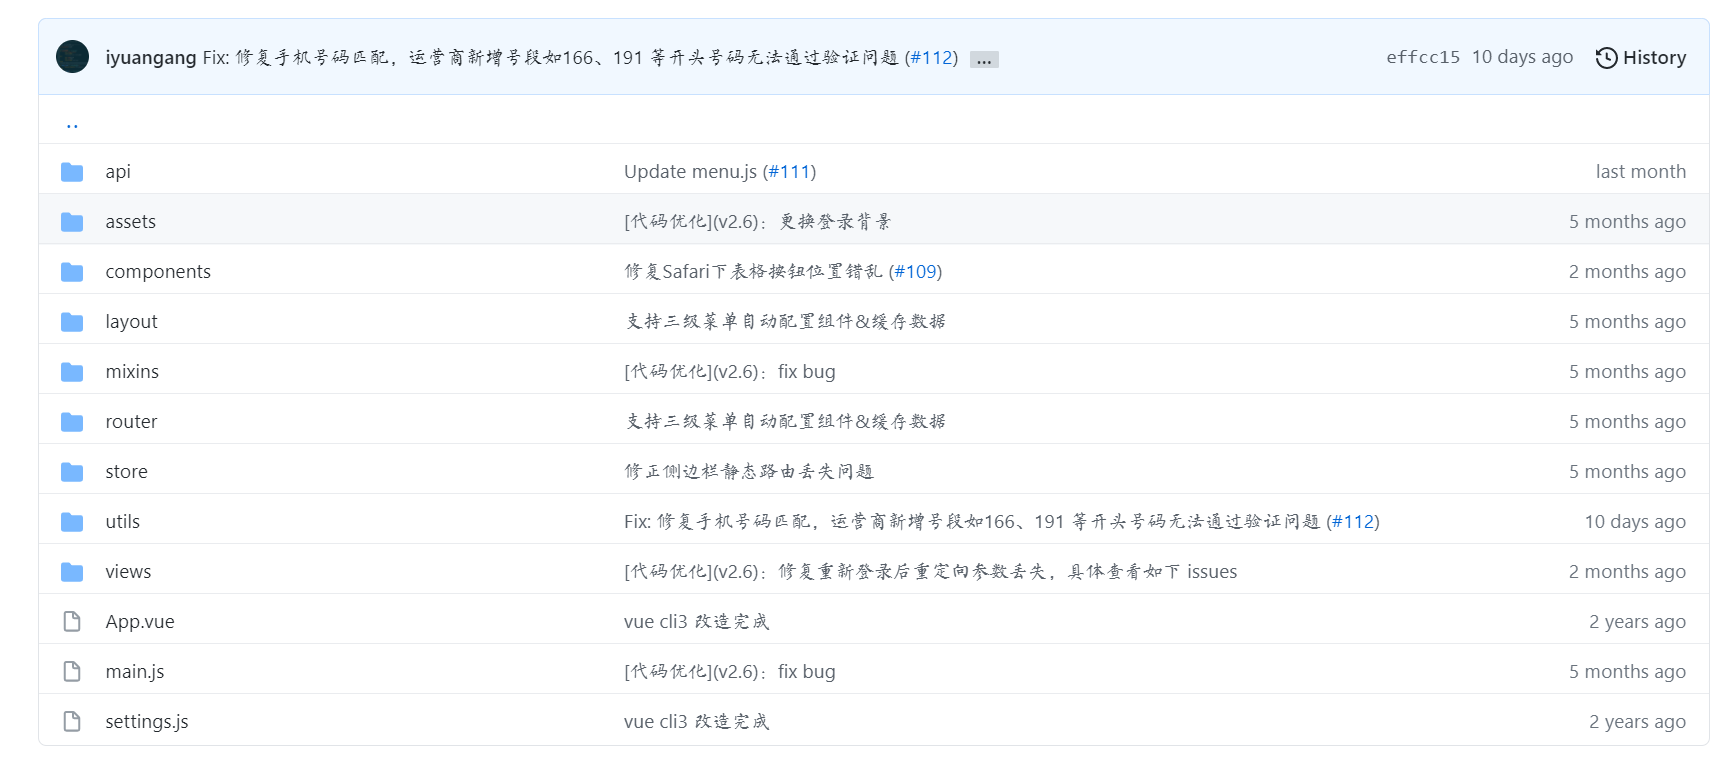 iyuangang Fix: 修复手机号码匹配，运营商新增号段如166、191 等开头号码无法通过验证问题 (#112) ... effcc15 10 days ago History
..
api Update menu.js (#111) last month
assets [代码优化](v2.6)：更换登录背景 5 months ago
components 修复Safari下表格按钮位置错乱 (#109) 2 months ago
layout 支持三级菜单自动配置组件&缓存数据 5 months ago
mixins [代码优化](v2.6)：fix bug 5 months ago
router 支持三级菜单自动配置组件&缓存数据 5 months ago
store 修正侧边栏静态路由丢失问题 5 months ago
utils Fix: 修复手机号码匹配，运营商新增号段如166、191 等开头号码无法通过验证问题 (#112) 10 days ago
views [代码优化](v2.6)：修复重新登录后重定向参数丢失，具体查看如下 issues 2 months ago
App.vue vue cli3 改造完成 2 years ago
main.js [代码优化](v2.6)：fix bug 5 months ago
settings.js vue cli3 改造完成 2 years ago